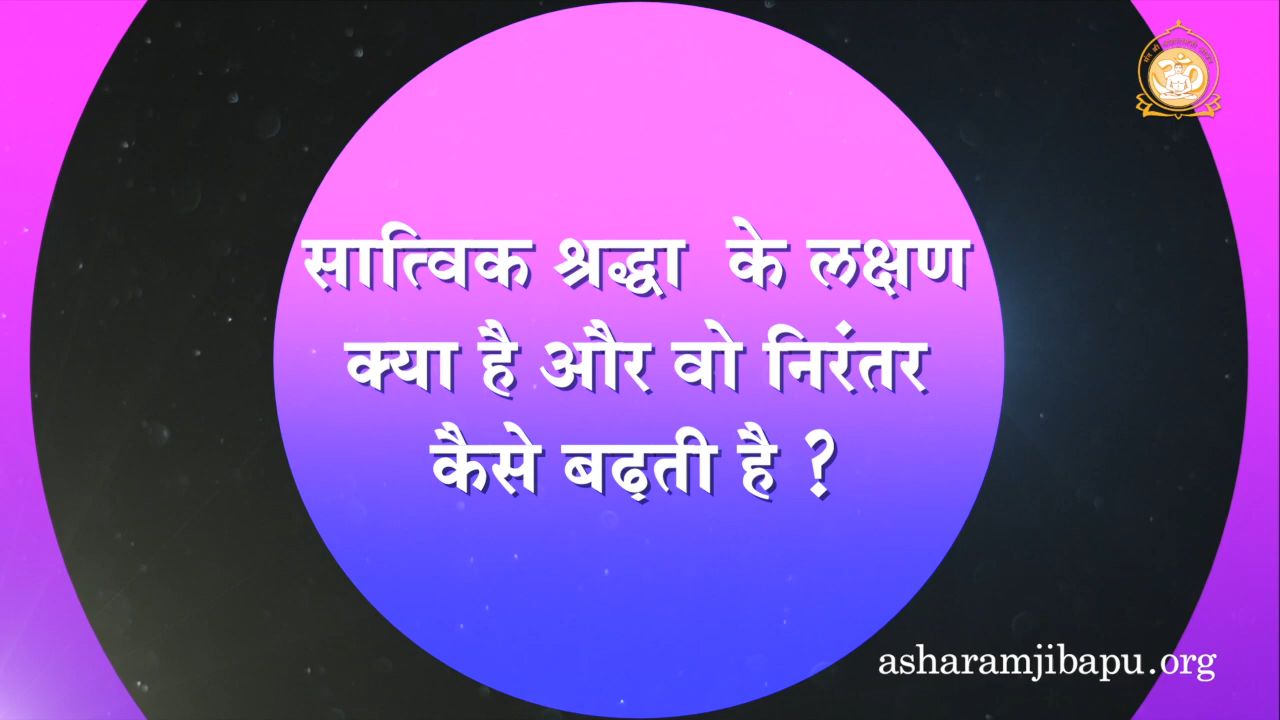 सात्विक श्रद्धा के लक्षण
क्या है और वो निरंतर
कैसे बढ़ती है ?
asharamjibapu.org